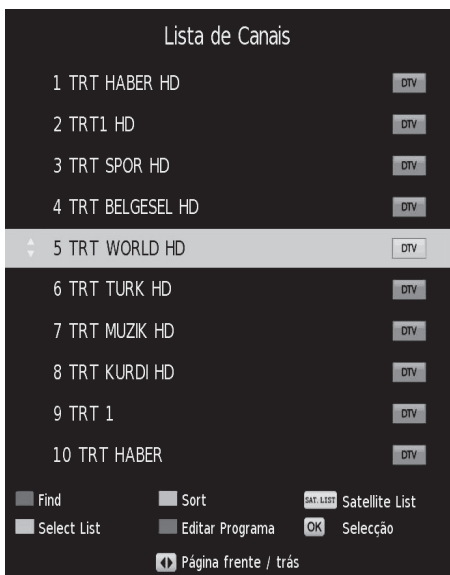 Lista de Canais
1 TRT HABER HD DTV
2 TRT1 HD DTV
3 TRT SPOR HD DTV
4 TRT BELGESEL HD DTV
5 TRT WORLD HD DTV
6 TRT TURK HD DTV
7 TRT MUZIK HD DTV
8 TRT KURDI HD DTV
9 TRT 1 DTV
10 TRT HABER DTV
Find Sort SAT. LIST Satellite List
Select List Editar Programa OK Selecção
Página frente / trás